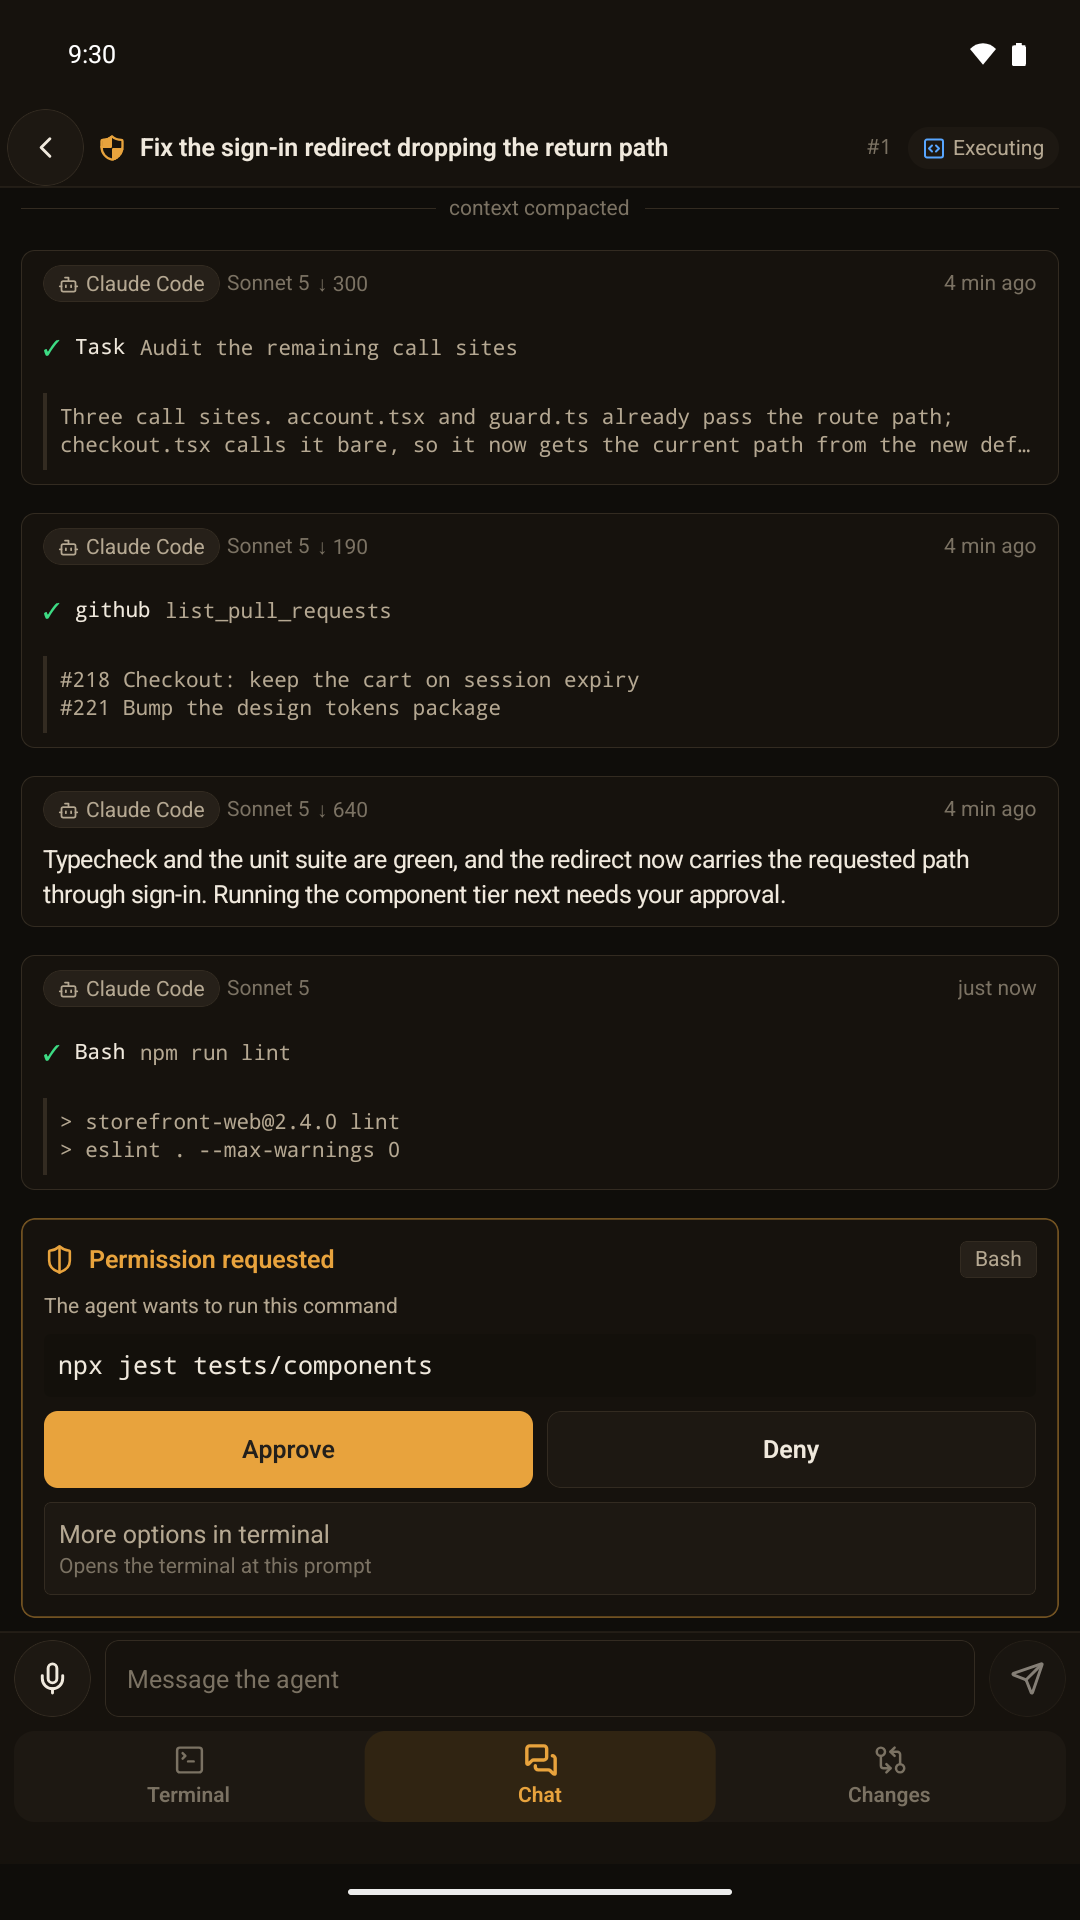 9:30
Fix the sign-in redirect dropping the return path
#1
Executing
context compacted
Claude Code Sonnet 5 ↓ 300 4 min ago
✓ Task Audit the remaining call sites
Three call sites. account.tsx and guard.ts already pass the route path;
checkout.tsx calls it bare, so it now gets the current path from the new def…
Claude Code Sonnet 5 ↓ 190 4 min ago
✓ github list_pull_requests
#218 Checkout: keep the cart on session expiry
#221 Bump the design tokens package
Claude Code Sonnet 5 ↓ 640 4 min ago
Typecheck and the unit suite are green, and the redirect now carries the requested path
through sign-in. Running the component tier next needs your approval.
Claude Code Sonnet 5 just now
✓ Bash npm run lint
> storefront-web@2.4.0 lint
> eslint . --max-warnings 0
Permission requested
Bash
The agent wants to run this command
npx jest tests/components
Approve
Deny
More options in terminal
Opens the terminal at this prompt
Message the agent
Terminal
Chat
Changes